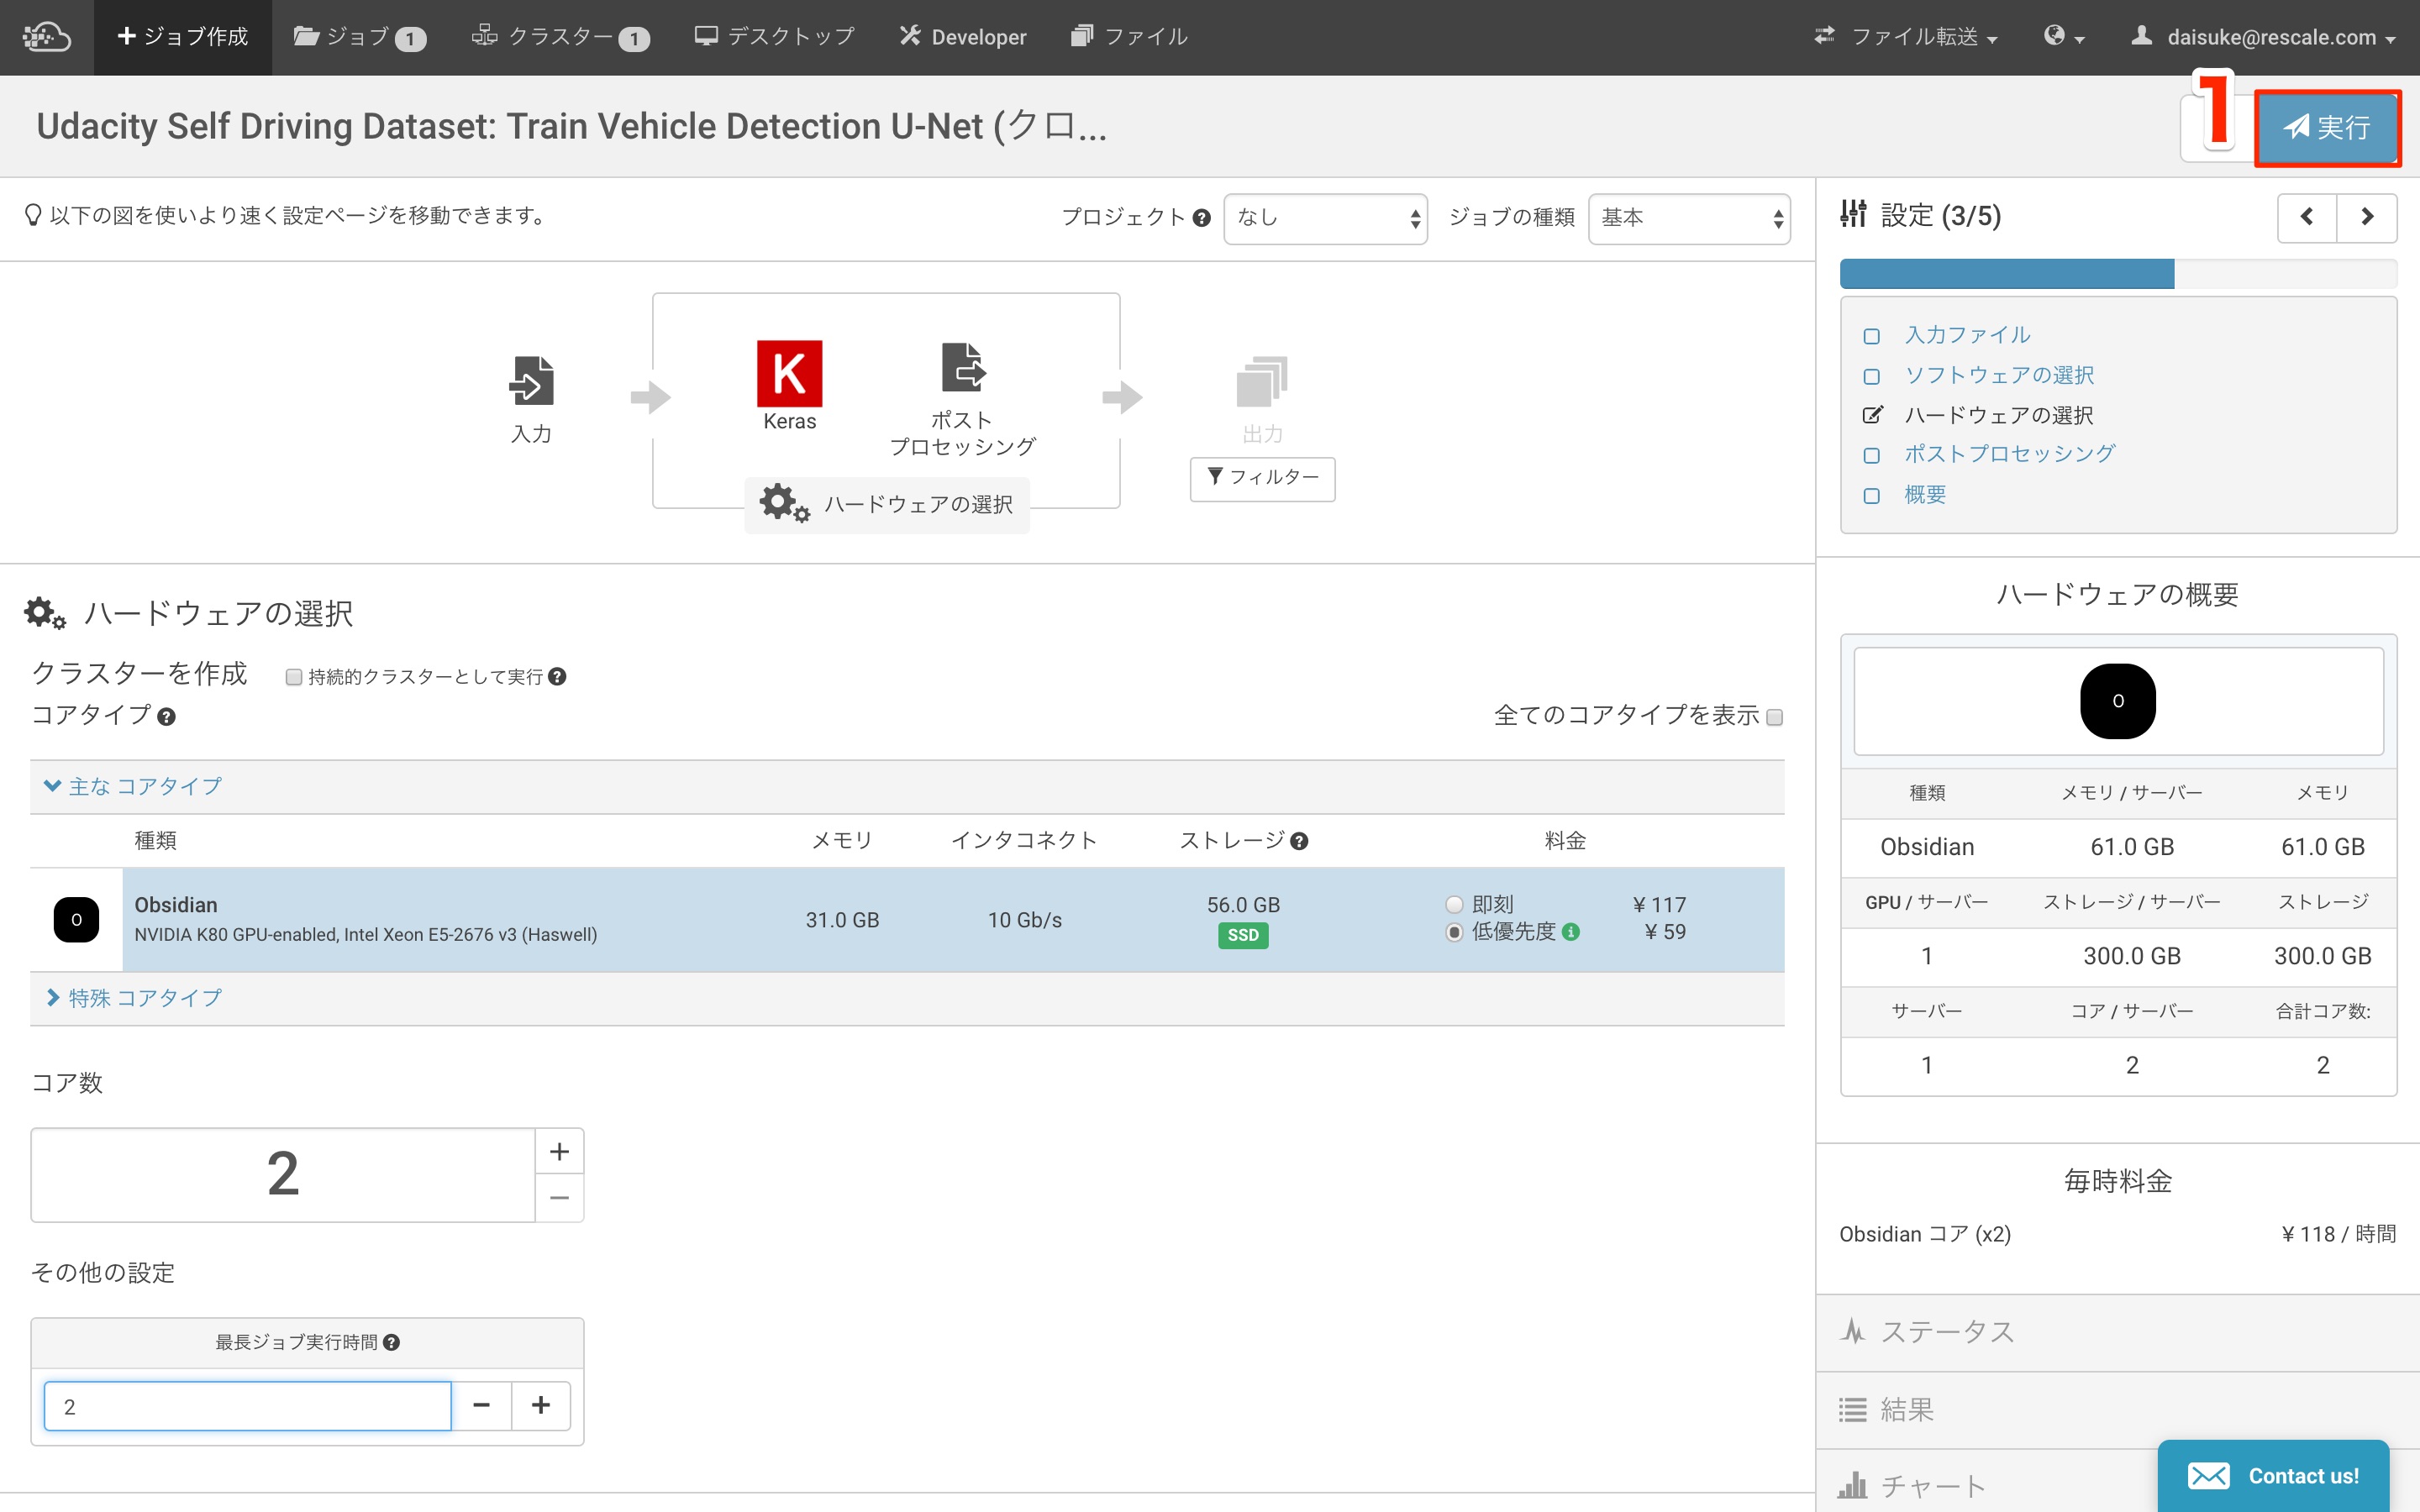 ジョブ作成 ジョブ 1 クラスター 1 デスクトップ Developer ファイル ファイル転送 daisuke@rescale.com
Udacity Self Driving Dataset: Train Vehicle Detection U-Net (クロ...
1
実行
以下の図を使いより速く設定ページを移動できます。
プロジェクト ? なし ジョブの種類 基本
入力
K
Keras
ポスト
プロセッシング
出力
フィルター
ハードウェアの選択
ハードウェアの選択
クラスターを作成 持続的クラスターとして実行 ?
コアタイプ ? 全てのコアタイプを表示
主な コアタイプ
種類 メモリ インタコネクト ストレージ ? 料金
O
Obsidian
NVIDIA K80 GPU-enabled, Intel Xeon E5-2676 v3 (Haswell)
31.0 GB 10 Gb/s
56.0 GB
SSD
即刻 ¥ 117
低優先度 i ¥ 59
特殊 コアタイプ
コア数
2
+
−
その他の設定
最長ジョブ実行時間 ?
2 − +
設定 (3/5)
入力ファイル
ソフトウェアの選択
ハードウェアの選択
ポストプロセッシング
概要
ハードウェアの概要
O
種類 メモリ / サーバー メモリ
Obsidian 61.0 GB 61.0 GB
GPU / サーバー ストレージ / サーバー ストレージ
1 300.0 GB 300.0 GB
サーバー コア / サーバー 合計コア数:
1 2 2
毎時料金
Obsidian コア (x2) ¥ 118 / 時間
ステータス
結果
チャート
Contact us!